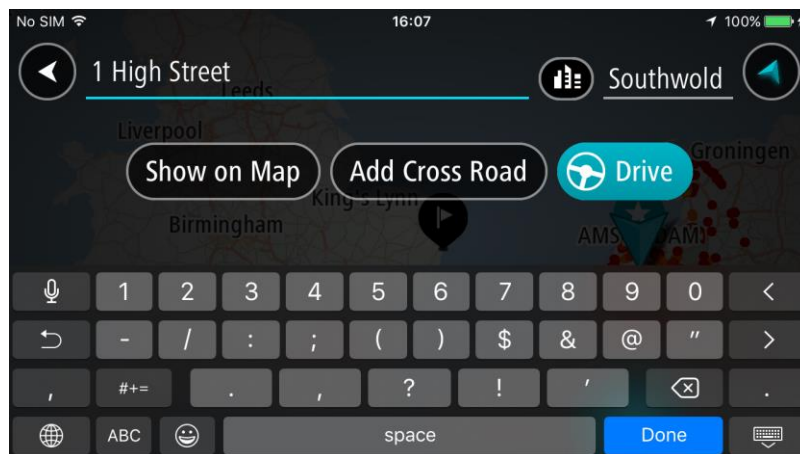 No SIM 16:07 100%
1 High Street Southwold
Leeds
Liverpool
Show on Map Add Cross Road Drive Groningen
King's Lynn
Birmingham AMSTERDAM
1 2 3 4 5 6 7 8 9 0 <
- / : ; ( ) $ & @ " >
, #+= . , ? ! ' .
ABC space Done